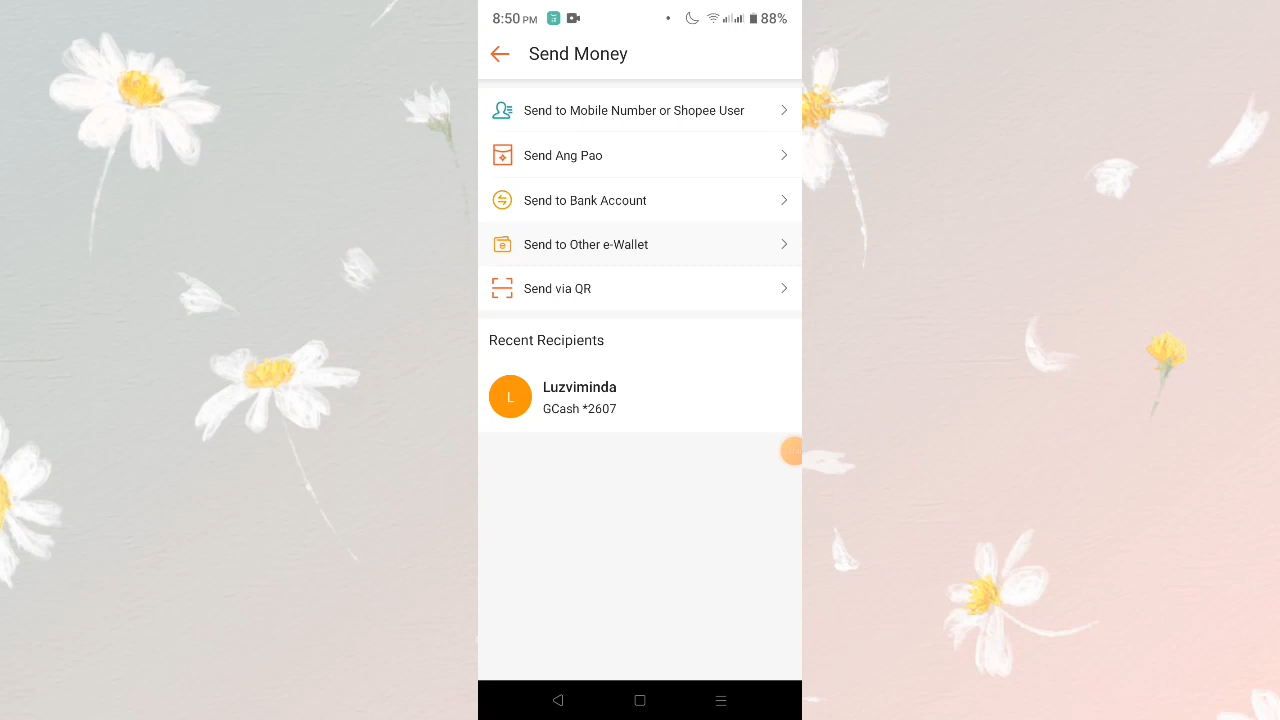 8:50 PM 88%
Send Money
Send to Mobile Number or Shopee User
Send Ang Pao
Send to Bank Account
Send to Other e-Wallet
Send via QR
Recent Recipients
L
Luzviminda
GCash *2607